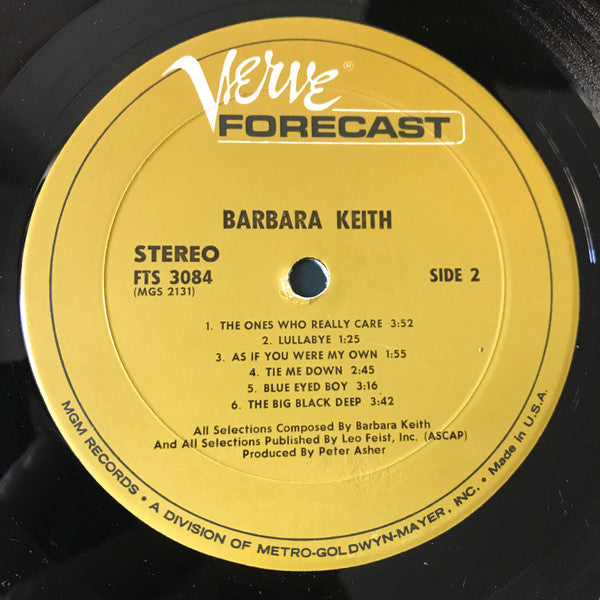 Verve ®
FORECAST
BARBARA KEITH
STEREO
FTS 3084
(MGS 2131)
SIDE 2
1. THE ONES WHO REALLY CARE 3:52
2. LULLABYE 1:25
3. AS IF YOU WERE MY OWN 1:55
4. TIE ME DOWN 2:45
5. BLUE EYED BOY 3:16
6. THE BIG BLACK DEEP 3:42
All Selections Composed By Barbara Keith
And All Selections Published By Leo Feist, Inc. (ASCAP)
Produced By Peter Asher
MGM RECORDS • A DIVISION OF METRO-GOLDWYN-MAYER, INC. • Made in U.S.A.